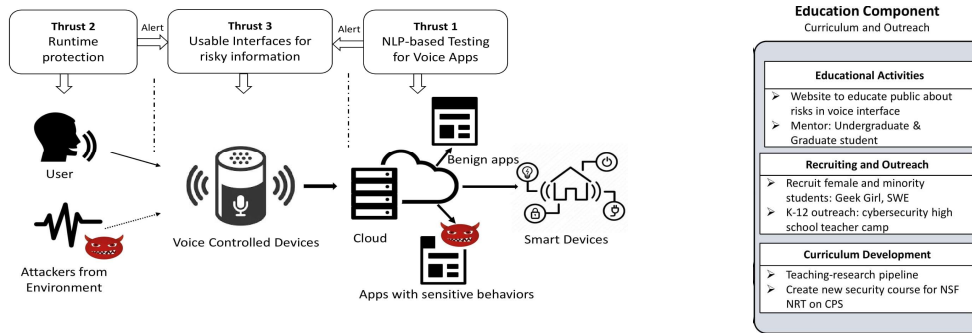 Thrust 2
Runtime
protection
Alert
Thrust 3
Usable Interfaces for
risky information
Alert
Thrust 1
NLP-based Testing
for Voice Apps
User
Attackers from
Environment
Voice Controlled Devices
Cloud
Benign apps
Apps with sensitive behaviors
Smart Devices
Education Component
Curriculum and Outreach
Educational Activities
➢ Website to educate public about
risks in voice interface
➢ Mentor: Undergraduate &
Graduate student
Recruiting and Outreach
➢ Recruit female and minority
students: Geek Girl, SWE
➢ K-12 outreach: cybersecurity high
school teacher camp
Curriculum Development
➢ Teaching-research pipeline
➢ Create new security course for NSF
NRT on CPS